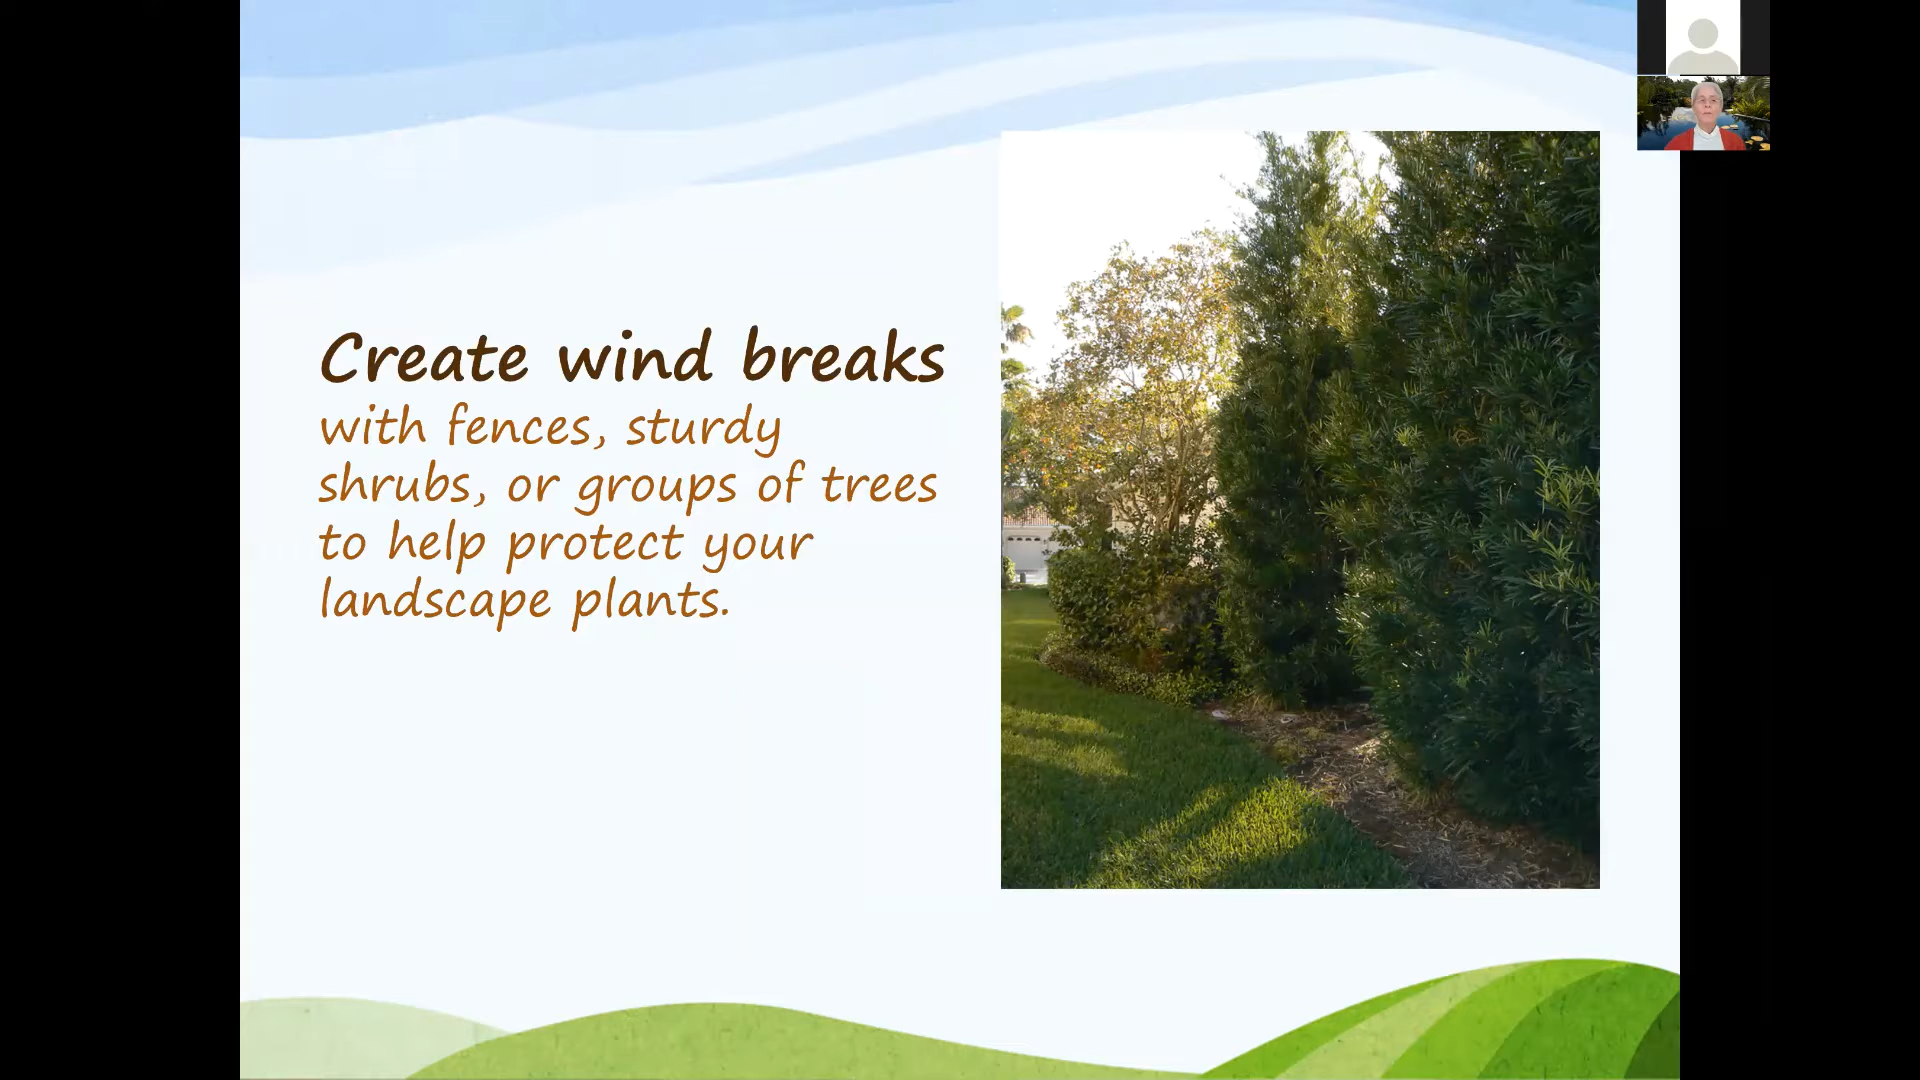 Create wind breaks
with fences, sturdy
shrubs, or groups of trees
to help protect your
landscape plants.